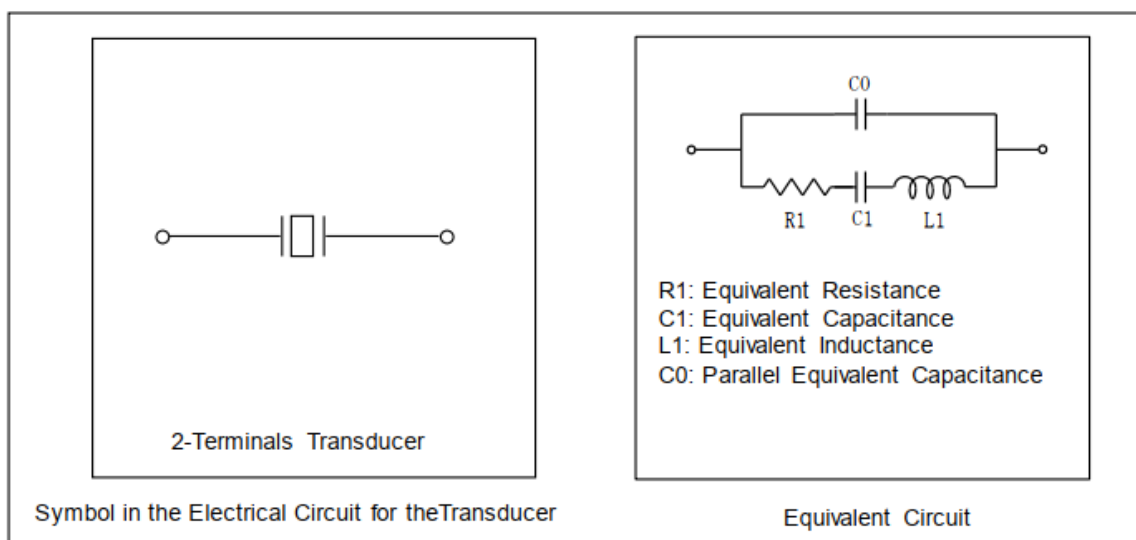 2-Terminals Transducer
Symbol in the Electrical Circuit for theTransducer
C0
R1
C1
L1
R1: Equivalent Resistance
C1: Equivalent Capacitance
L1: Equivalent Inductance
C0: Parallel Equivalent Capacitance
Equivalent Circuit